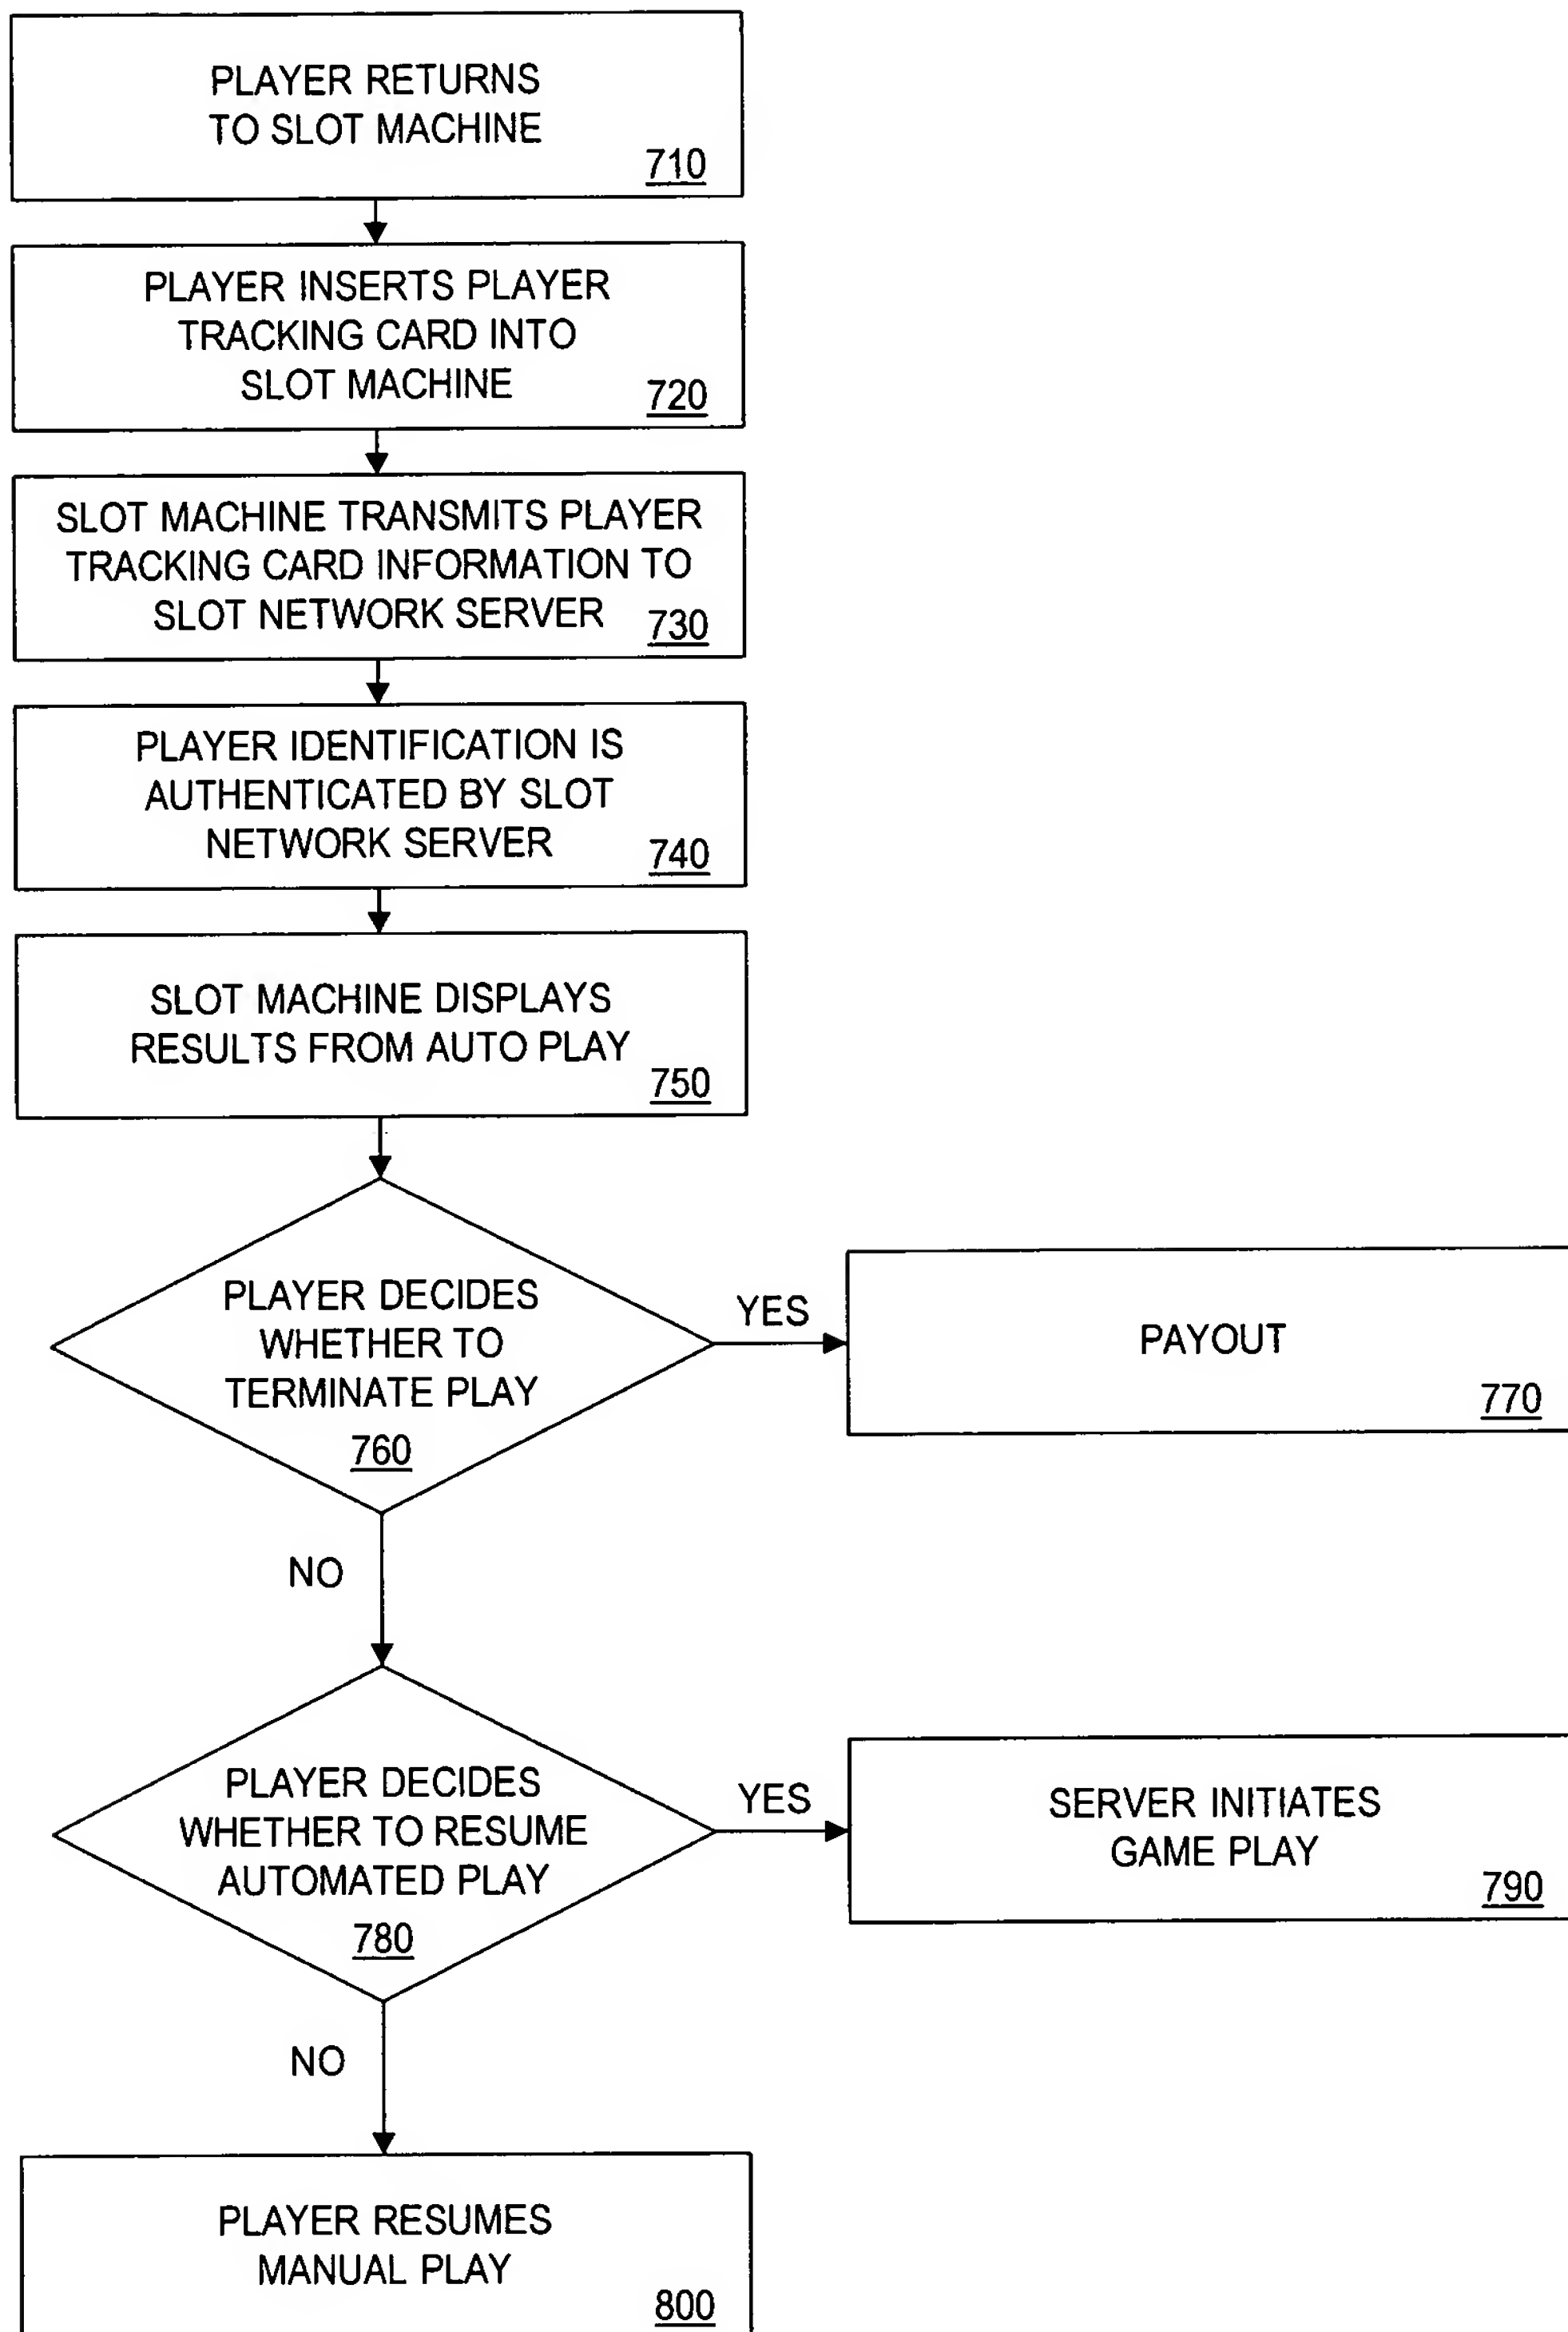 PLAYER RETURNS
TO SLOT MACHINE
710
PLAYER INSERTS PLAYER
TRACKING CARD INTO
SLOT MACHINE
720
SLOT MACHINE TRANSMITS PLAYER
TRACKING CARD INFORMATION TO
SLOT NETWORK SERVER
730
PLAYER IDENTIFICATION IS
AUTHENTICATED BY SLOT
NETWORK SERVER
740
SLOT MACHINE DISPLAYS
RESULTS FROM AUTO PLAY
750
PLAYER DECIDES
WHETHER TO
TERMINATE PLAY
760
YES
PAYOUT
770
NO
PLAYER DECIDES
WHETHER TO RESUME
AUTOMATED PLAY
780
YES
SERVER INITIATES
GAME PLAY
790
NO
PLAYER RESUMES
MANUAL PLAY
800